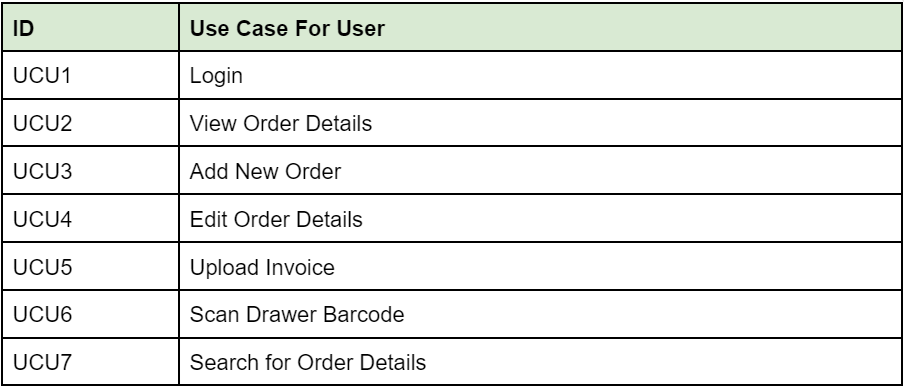 ID Use Case For User
UCU1 Login
UCU2 View Order Details
UCU3 Add New Order
UCU4 Edit Order Details
UCU5 Upload Invoice
UCU6 Scan Drawer Barcode
UCU7 Search for Order Details